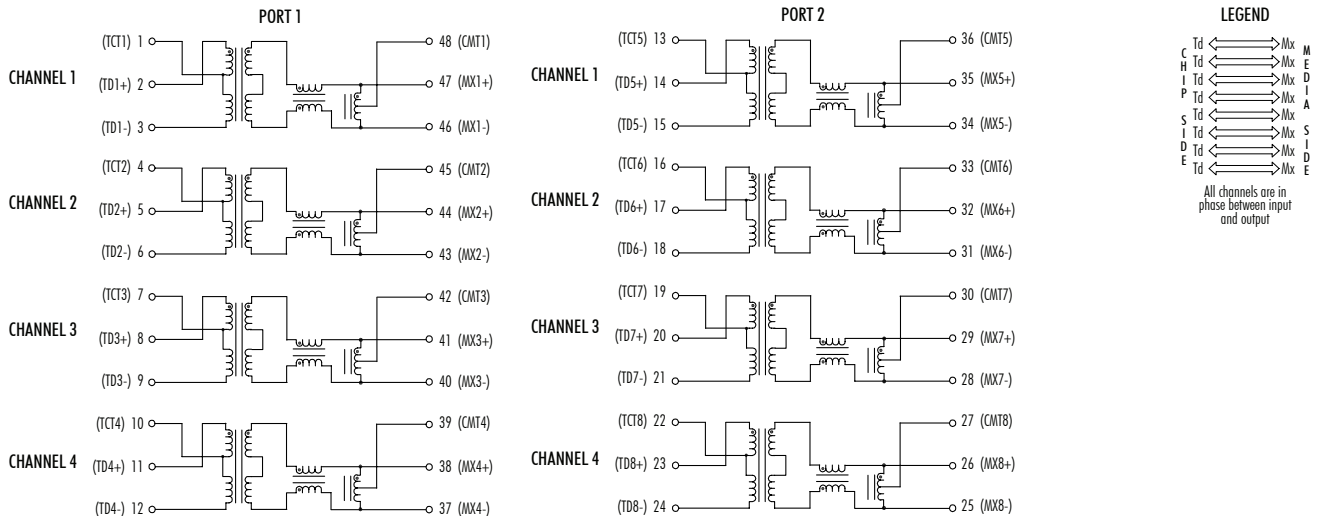 PORT 1
CHANNEL 1
(TCT1) 1
(TD1+) 2
(TD1-) 3
48 (CMT1)
47 (MX1+)
46 (MX1-)
CHANNEL 2
(TCT2) 4
(TD2+) 5
(TD2-) 6
45 (CMT2)
44 (MX2+)
43 (MX2-)
CHANNEL 3
(TCT3) 7
(TD3+) 8
(TD3-) 9
42 (CMT3)
41 (MX3+)
40 (MX3-)
CHANNEL 4
(TCT4) 10
(TD4+) 11
(TD4-) 12
39 (CMT4)
38 (MX4+)
37 (MX4-)
PORT 2
CHANNEL 1
(TCT5) 13
(TD5+) 14
(TD5-) 15
36 (CMT5)
35 (MX5+)
34 (MX5-)
CHANNEL 2
(TCT6) 16
(TD6+) 17
(TD6-) 18
33 (CMT6)
32 (MX6+)
31 (MX6-)
CHANNEL 3
(TCT7) 19
(TD7+) 20
(TD7-) 21
30 (CMT7)
29 (MX7+)
28 (MX7-)
CHANNEL 4
(TCT8) 22
(TD8+) 23
(TD8-) 24
27 (CMT8)
26 (MX8+)
25 (MX8-)
LEGEND
CHIP SIDE
Td Mx
Td Mx
Td Mx
Td Mx
Td Mx
Td Mx
Td Mx
Td Mx
MEDIA SIDE
All channels are in
phase between input
and output